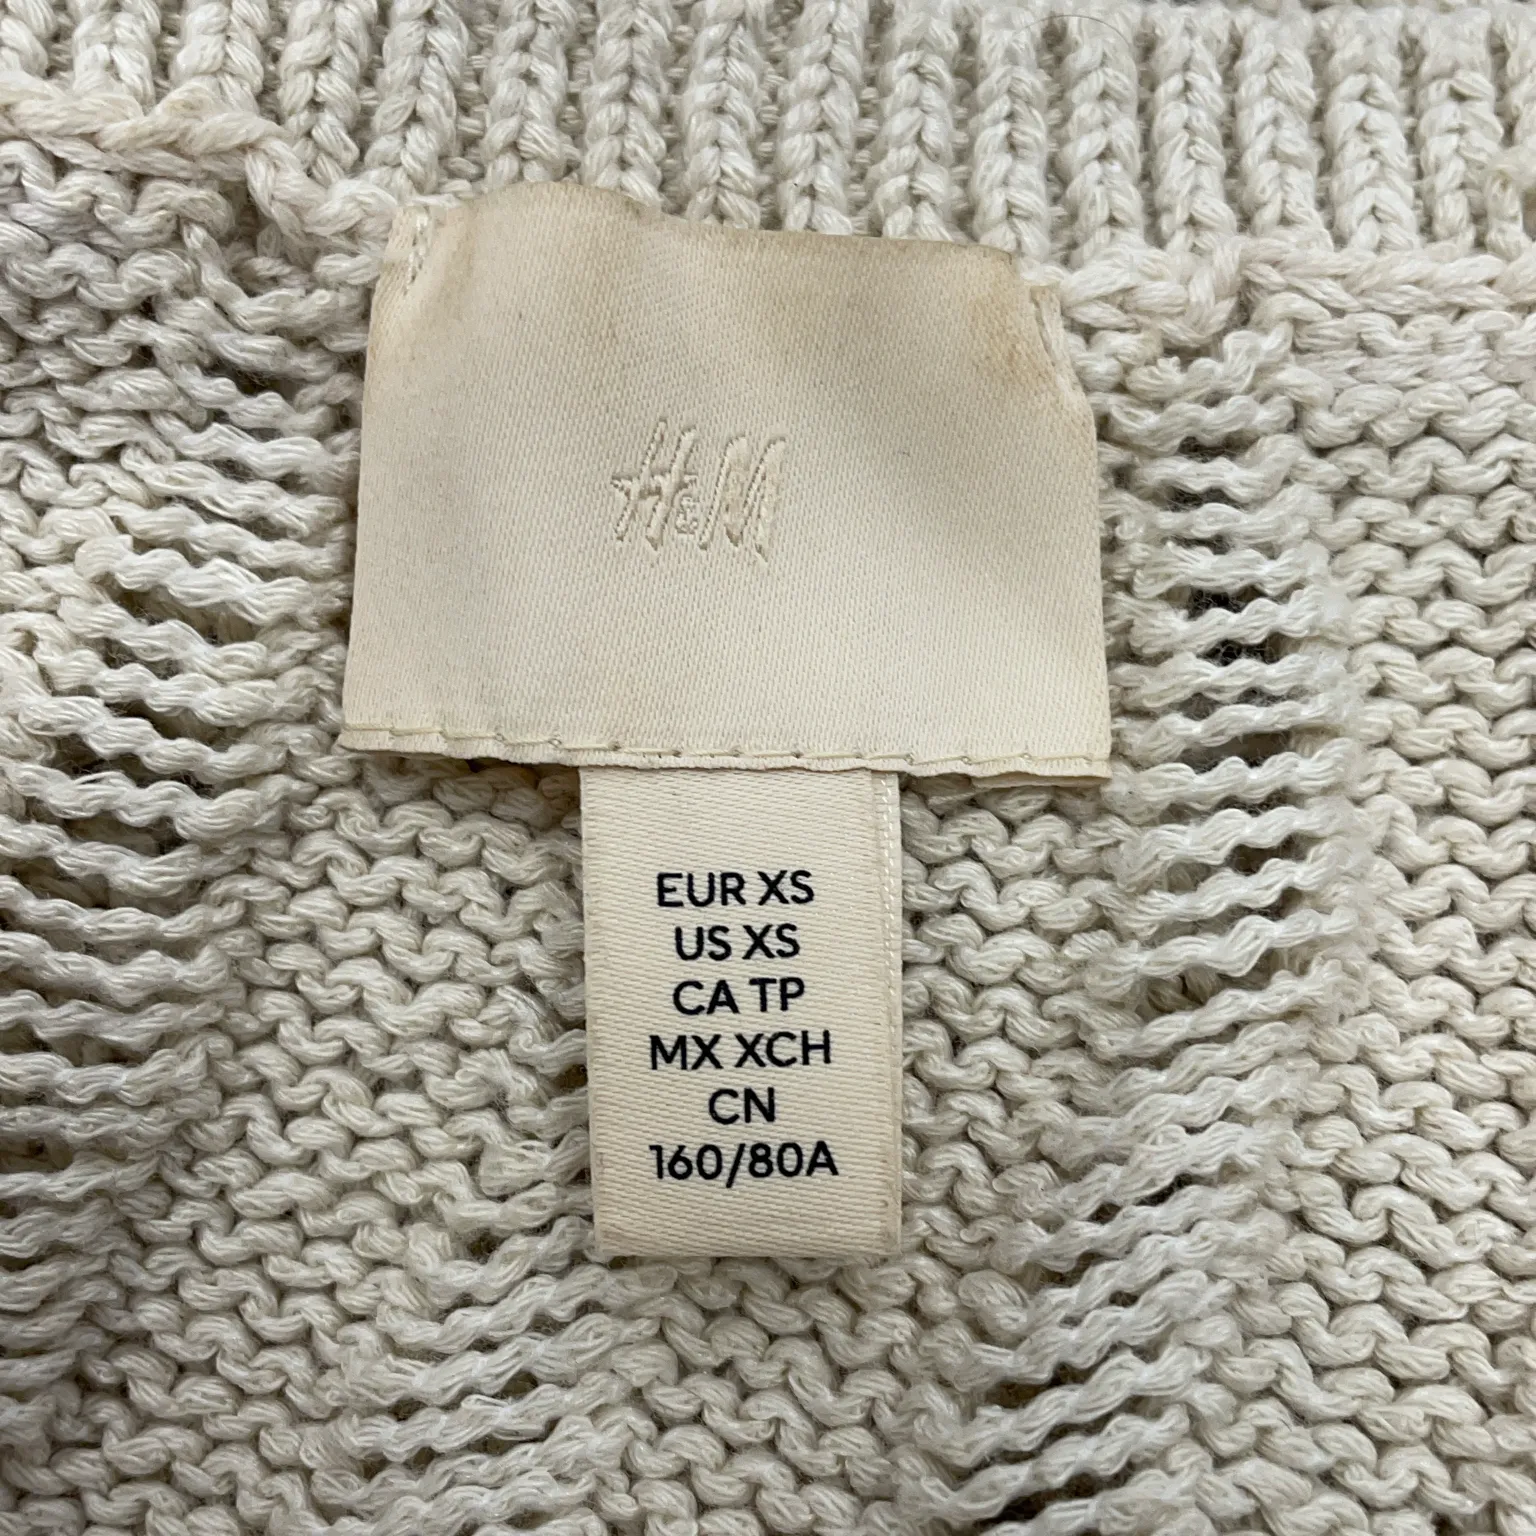 H&M
EUR XS
US XS
CA TP
MX XCH
CN
160/80A